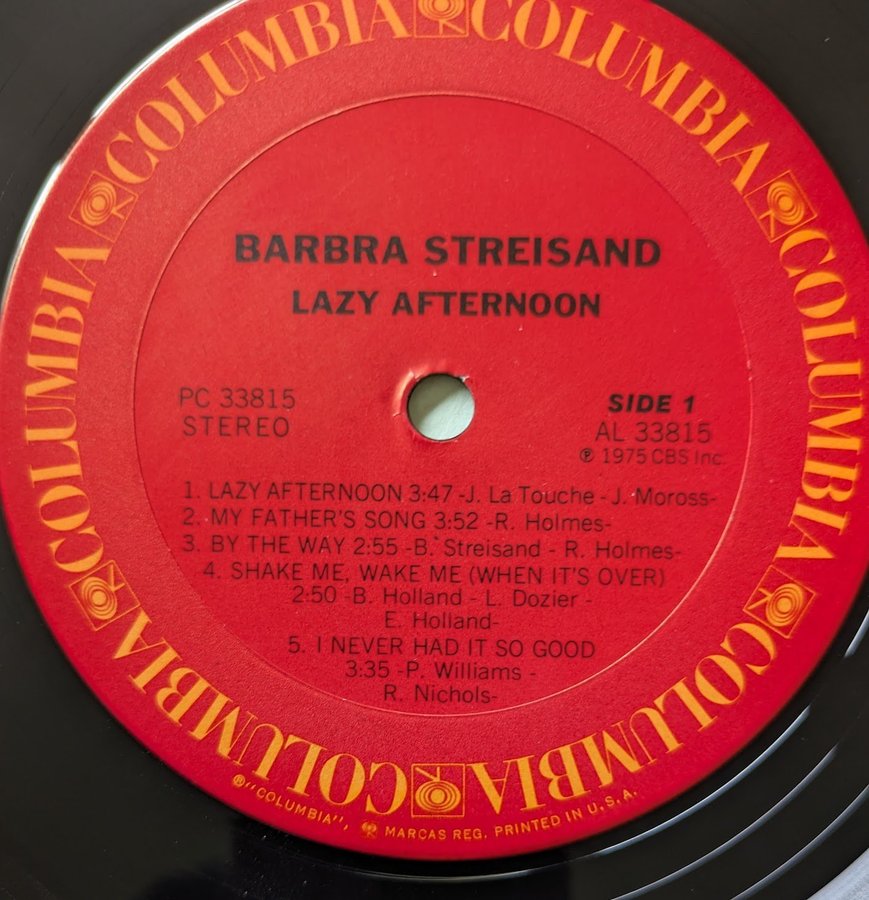 COLUMBIA COLUMBIA COLUMBIA COLUMBIA COLUMBIA COLUMBIA
BARBRA STREISAND
LAZY AFTERNOON
PC 33815
STEREO
SIDE 1
AL 33815
℗ 1975 CBS Inc.
1. LAZY AFTERNOON 3:47 -J. La Touche - J. Moross-
2. MY FATHER'S SONG 3:52 -R. Holmes-
3. BY THE WAY 2:55 -B. Streisand - R. Holmes-
4. SHAKE ME, WAKE ME (WHEN IT'S OVER)
2:50 -B. Holland - L. Dozier -
E. Holland-
5. I NEVER HAD IT SO GOOD
3:35 -P. Williams -
R. Nichols-
®"COLUMBIA", MARCAS REG. PRINTED IN U.S.A.